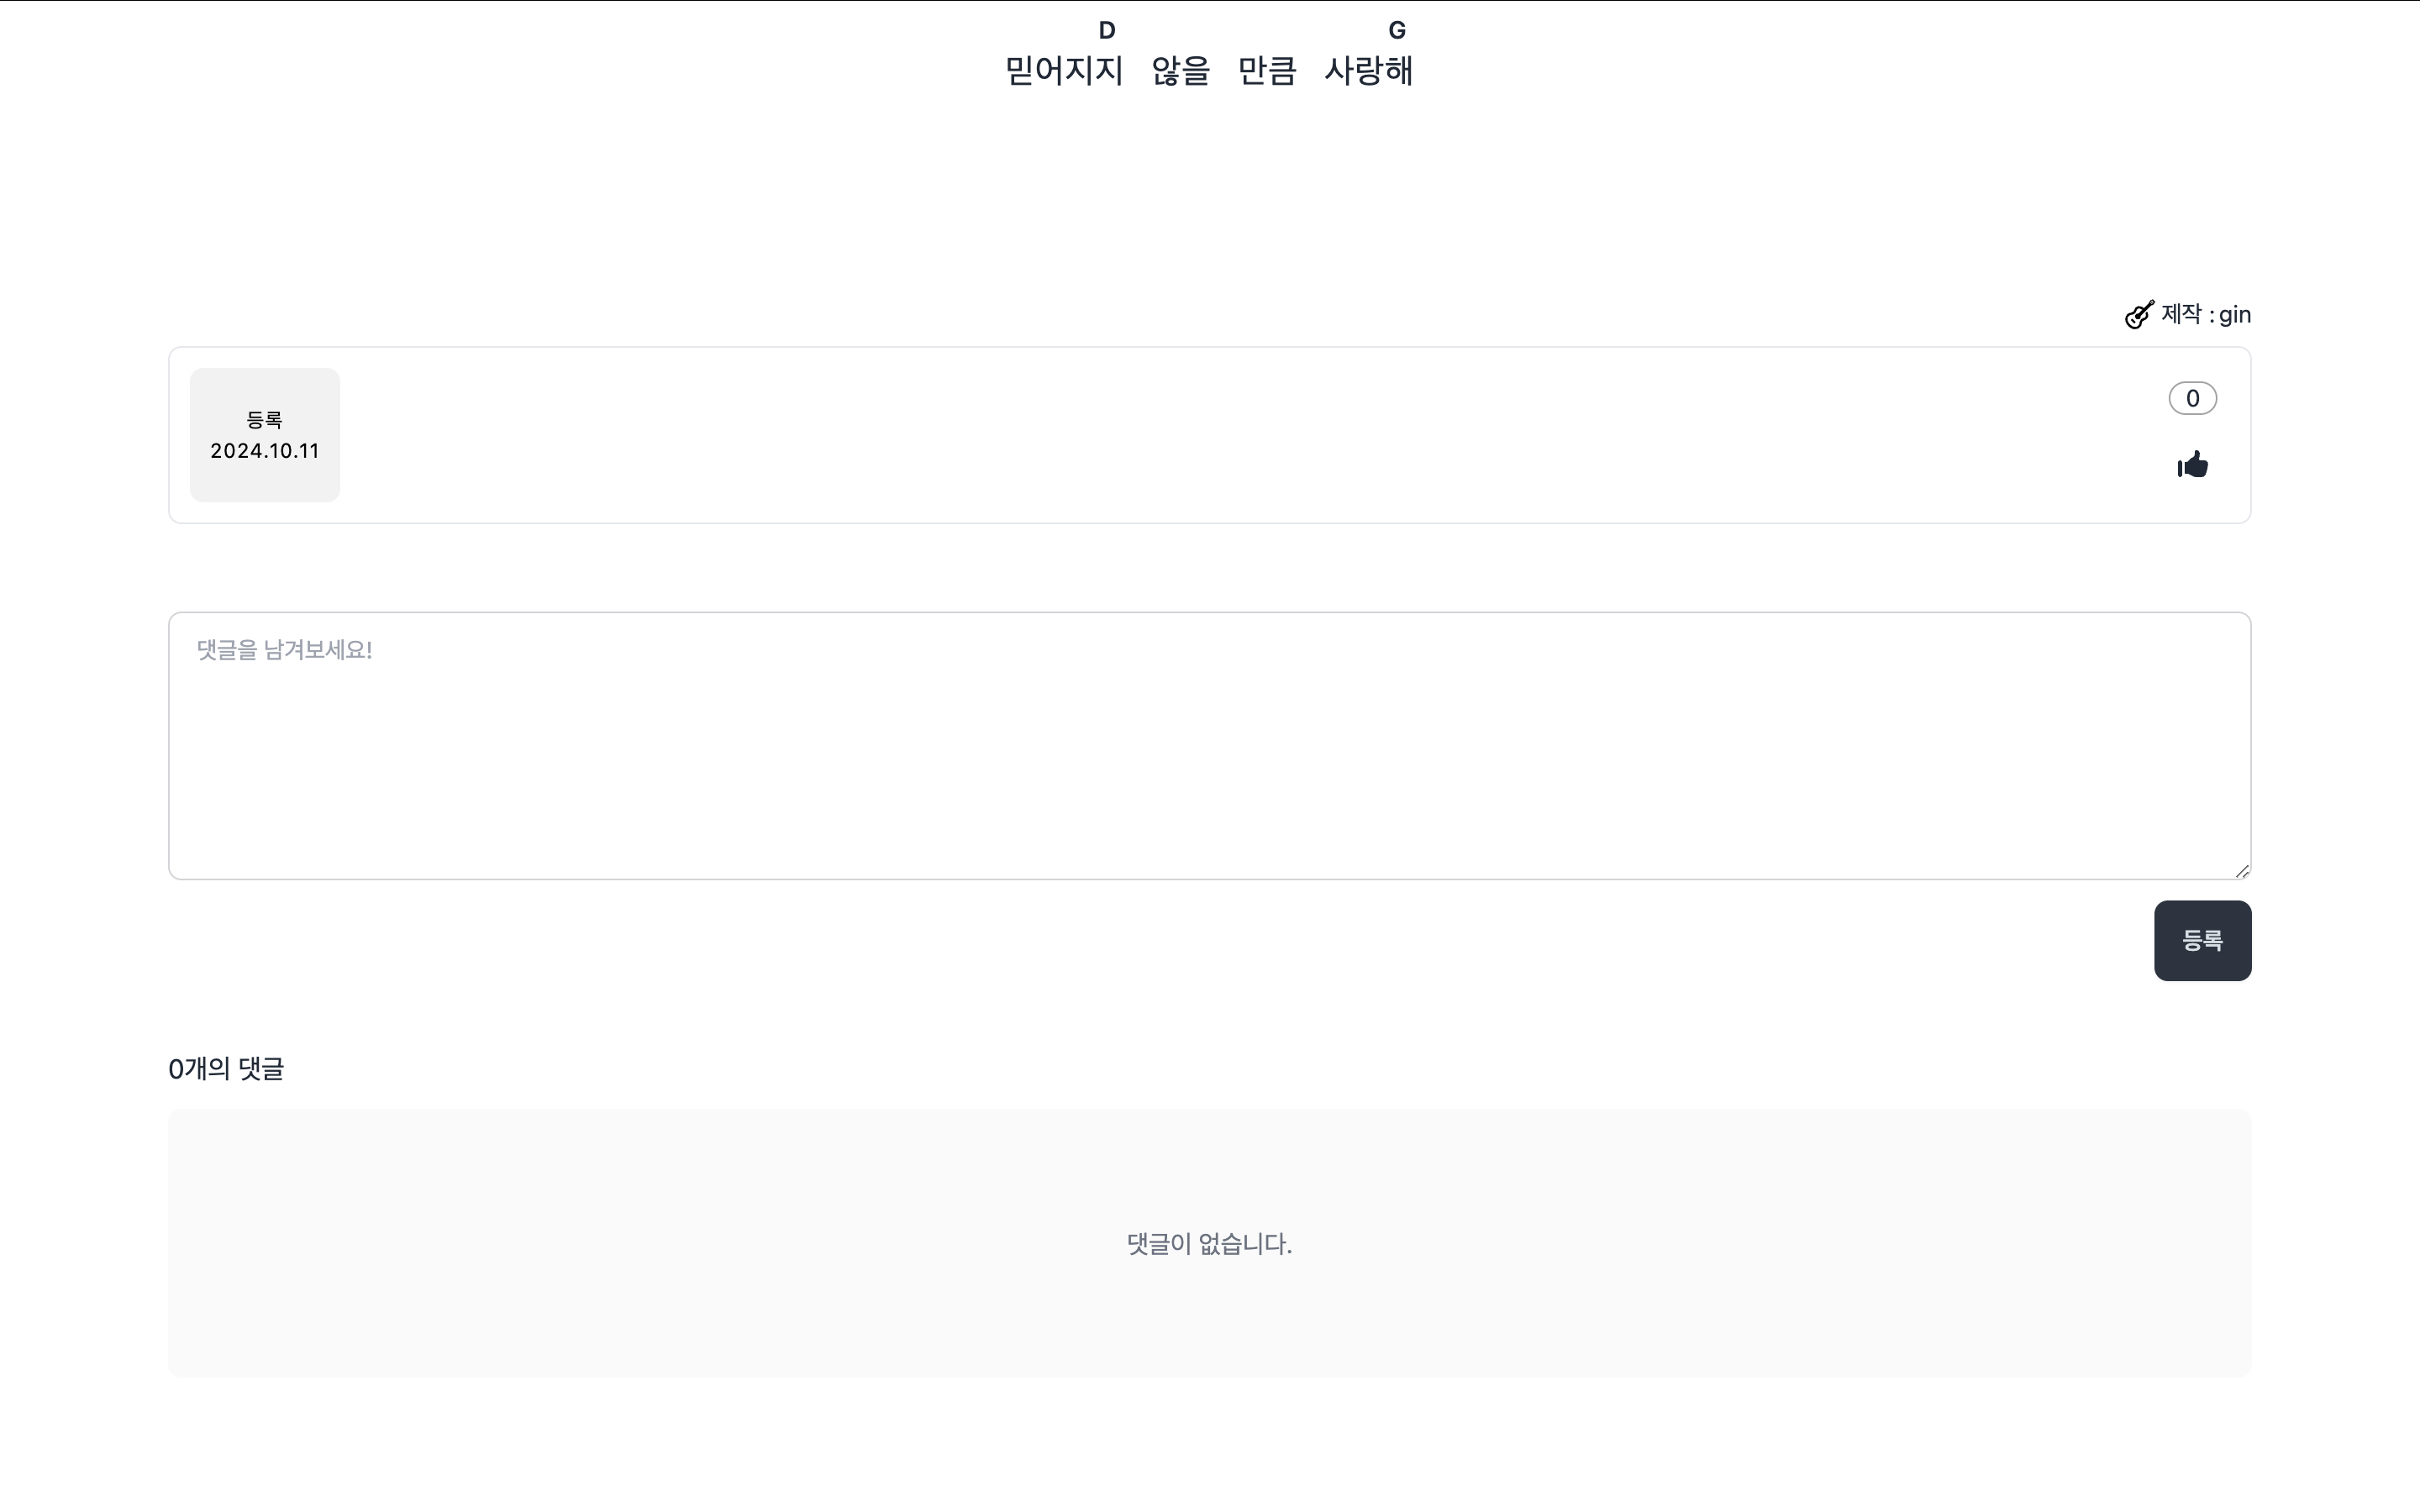 D G
믿어지지 않을 만큼 사랑해
제작 : gin
등록
2024.10.11
0
댓글을 남겨보세요!
등록
0개의 댓글
댓글이 없습니다.